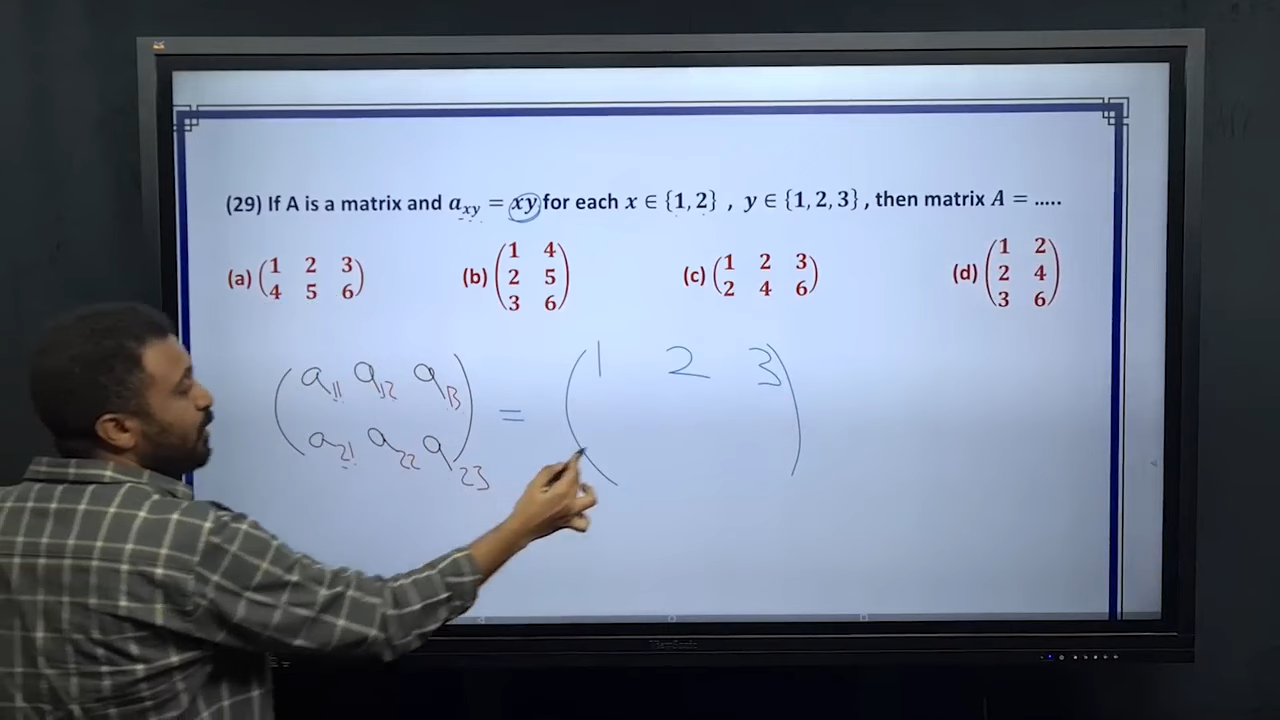 (29) If A is a matrix and a_xy = xy for each x ∈ {1, 2} , y ∈ {1, 2, 3} , then matrix A = .....
(a) (1 2 3
4 5 6)
(b) (1 4
2 5
3 6)
(c) (1 2 3
2 4 6)
(d) (1 2
2 4
3 6)
(a11 a12 a13
a21 a22 a23) = (1 2 3)